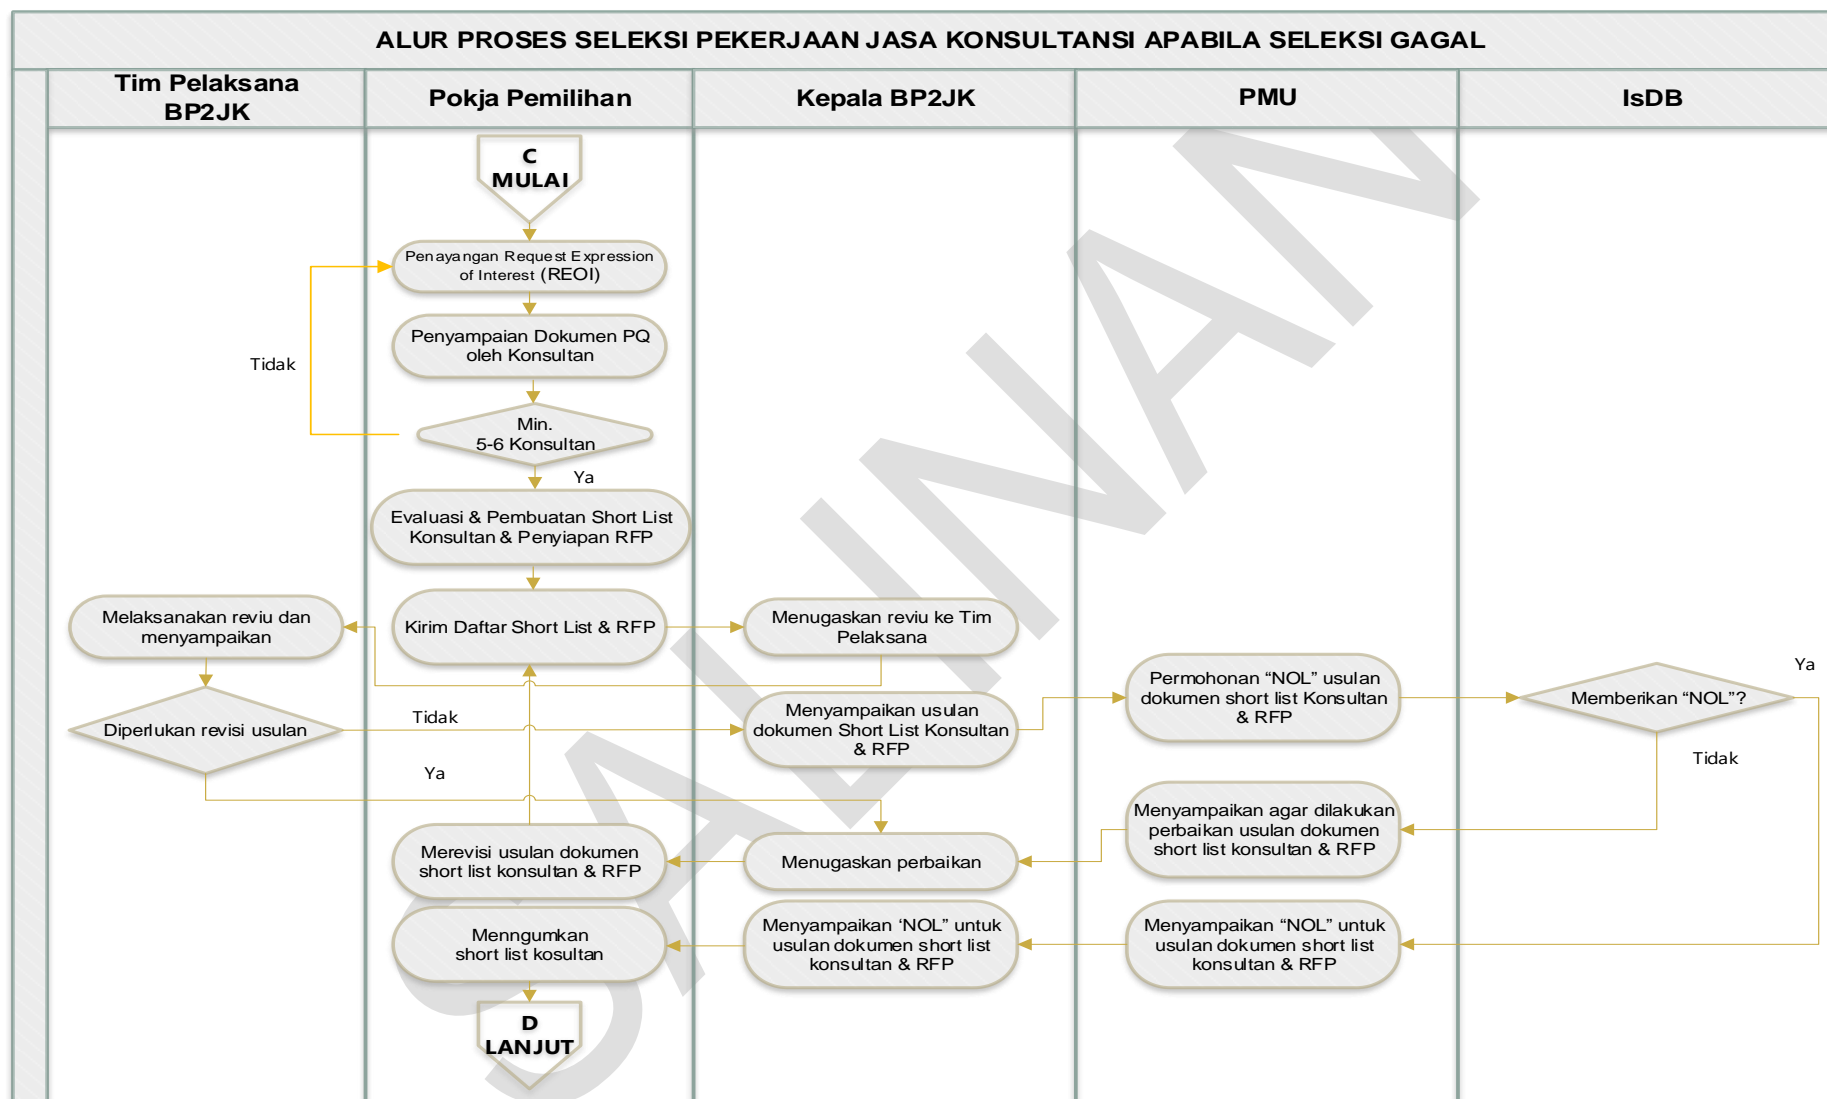 ALUR PROSES SELEKSI PEKERJAAN JASA KONSULTANSI APABILA SELEKSI GAGAL
Tim Pelaksana
BP2JK
Pokja Pemilihan
Kepala BP2JK
PMU
IsDB
C
MULAI
Penayangan Request Expression
of Interest (REOI)
Penyampaian Dokumen PQ
oleh Konsultan
Tidak
Min.
5-6 Konsultan
Ya
Evaluasi & Pembuatan Short List
Konsultan & Penyiapan RFP
Melaksanakan reviu dan
menyampaikan
Kirim Daftar Short List & RFP
Menugaskan reviu ke Tim
Pelaksana
Diperlukan revisi usulan
Tidak
Menyampaikan usulan
dokumen Short List Konsultan
& RFP
Permohonan “NOL” usulan
dokumen short list Konsultan
& RFP
Memberikan “NOL”?
Ya
Tidak
Ya
Menyampaikan agar dilakukan
perbaikan usulan dokumen
short list konsultan & RFP
Merevisi usulan dokumen
short list konsultan & RFP
Menugaskan perbaikan
Menngumkan
short list kosultan
Menyampaikan ‘NOL” untuk
usulan dokumen short list
konsultan & RFP
Menyampaikan “NOL” untuk
usulan dokumen short list
konsultan & RFP
D
LANJUT
SALINAN